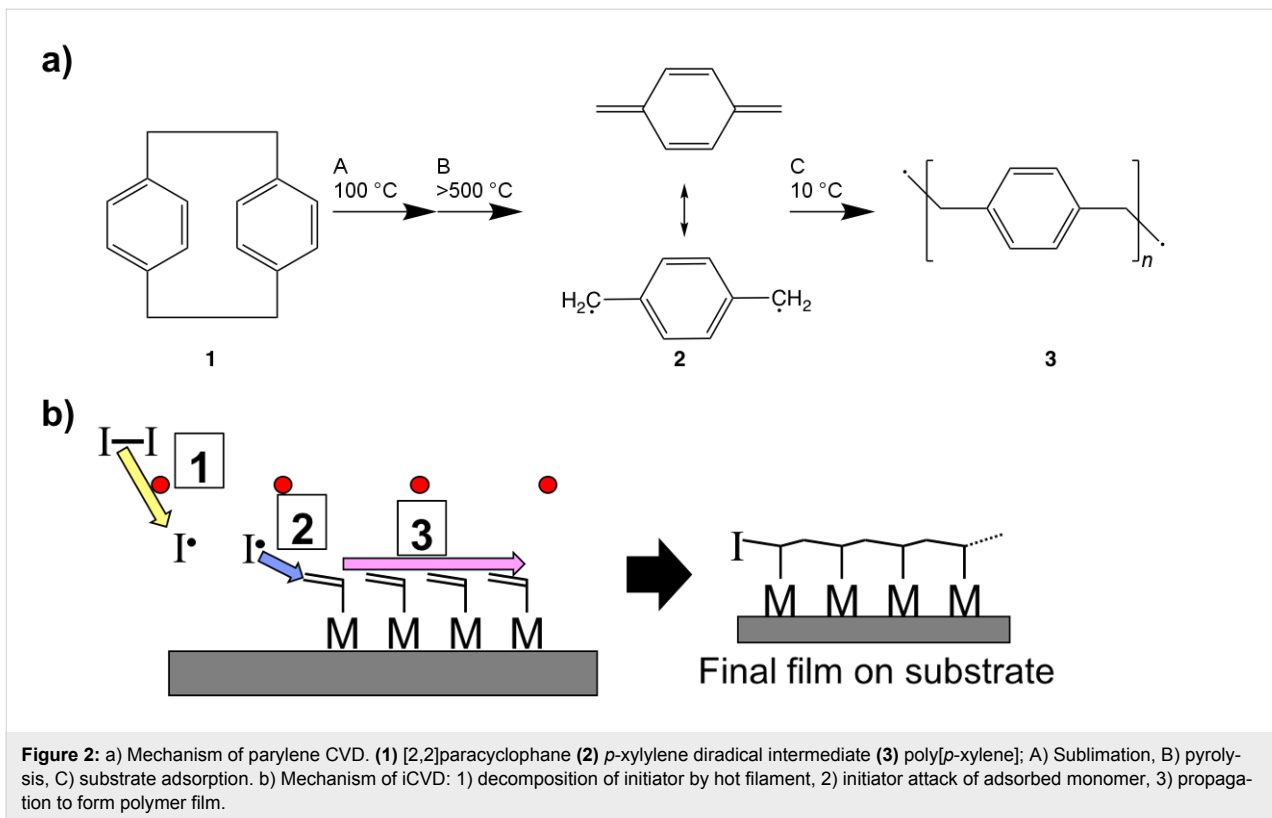 a)
A
100 °C
B
>500 °C
C
10 °C
H₂C
CH₂
n
1
2
3
b)
I—I
1
I•
I•
2
3
M M M M
I
M M M M
Final film on substrate
Figure 2: a) Mechanism of parylene CVD. (1) [2,2]paracyclophane (2) p-xylylene diradical intermediate (3) poly[p-xylene]; A) Sublimation, B) pyroly-
sis, C) substrate adsorption. b) Mechanism of iCVD: 1) decomposition of initiator by hot filament, 2) initiator attack of adsorbed monomer, 3) propaga-
tion to form polymer film.